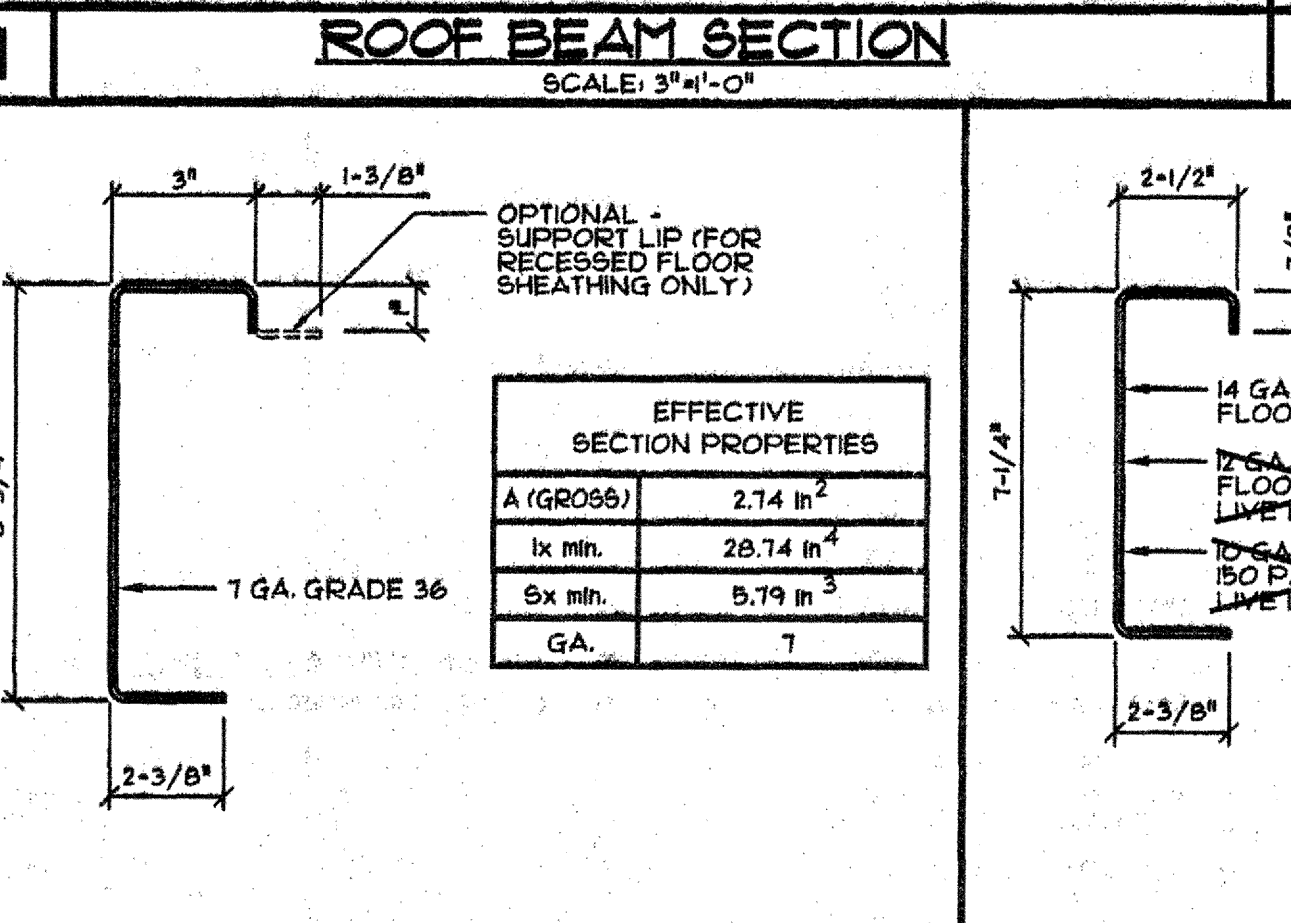 ROOF BEAM SECTION
SCALE: 3"=1'-0"
3"
1-3/8"
OPTIONAL -
SUPPORT LIP (FOR
RECESSED FLOOR
SHEATHING ONLY)
EFFECTIVE
SECTION PROPERTIES
A (GROSS) 2.74 in²
Ix min. 28.74 in⁴
Sx min. 5.79 in³
GA. 7
7 GA. GRADE 36
2-3/8"
2-1/2"
7-1/4"
14 GA
FLOO
12 GA.
FLOO
LIVE
10 GA
150 P.
LIVE
2-3/8"